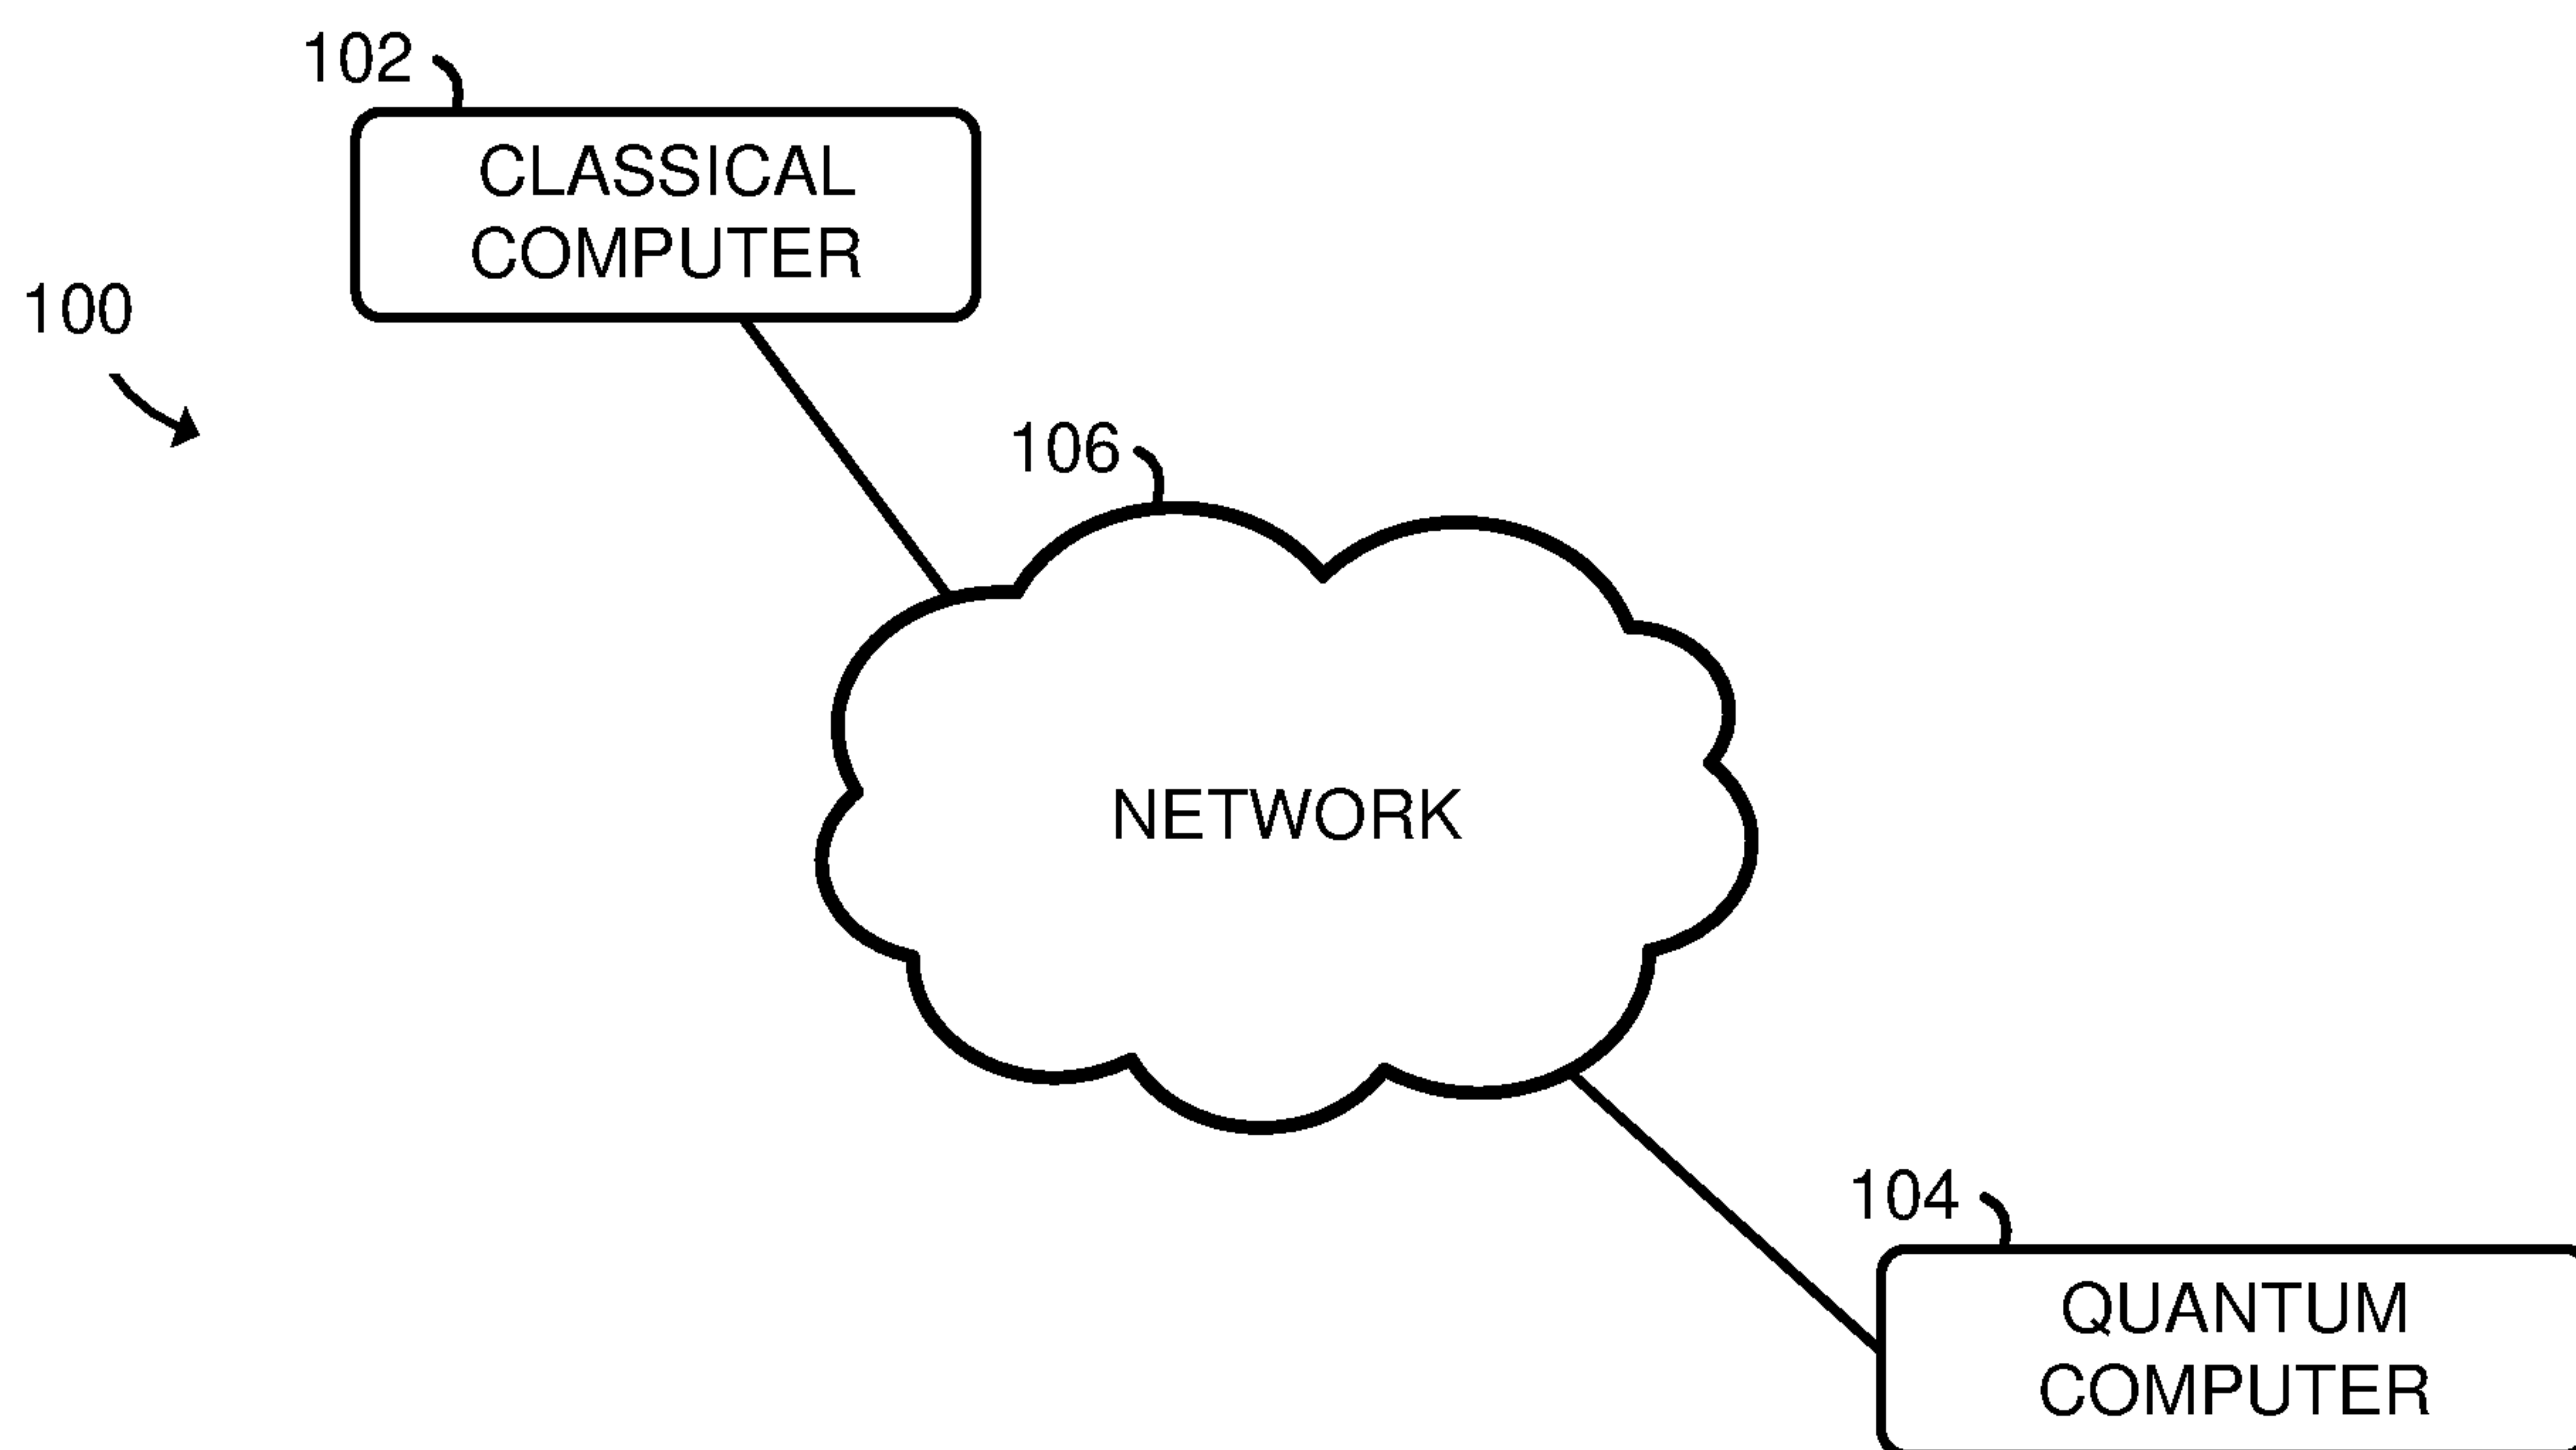 102
CLASSICAL
COMPUTER
100
106
NETWORK
104
QUANTUM
COMPUTER